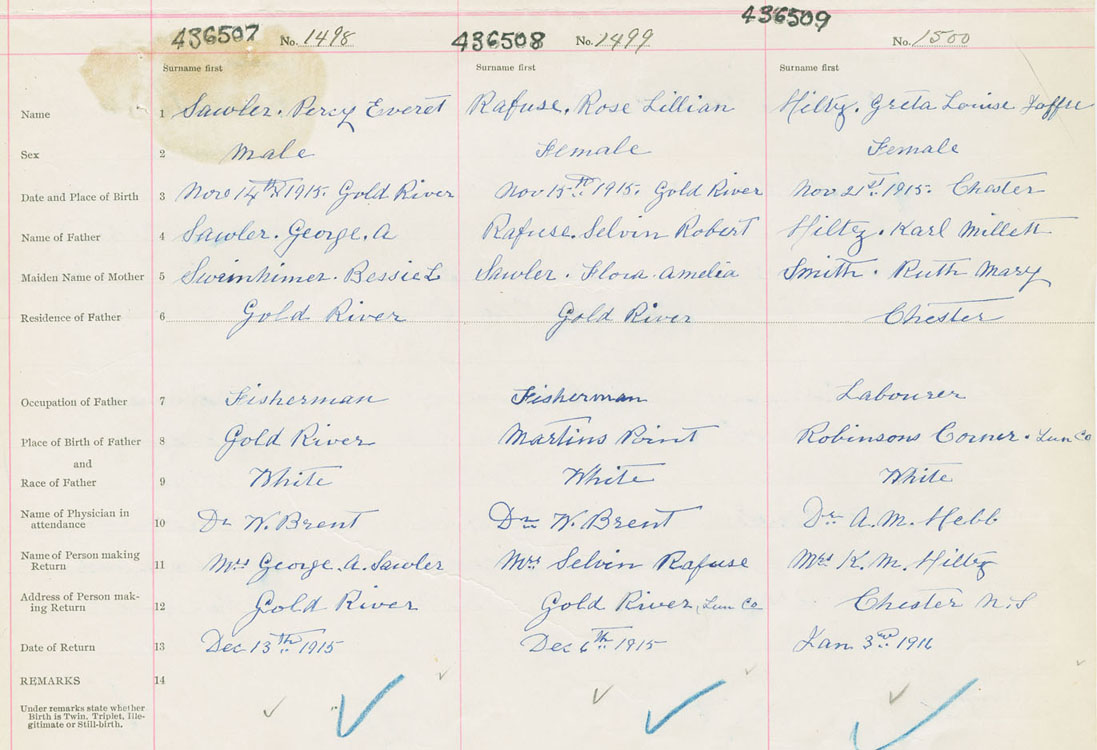 436507 No. 1498 436508 No. 1499 436509 No. 1500
Surname first Surname first Surname first
Name 1 Sawler. Percy Everet Rafuse. Rose Lillian Hiltz. Greta Louise
Sex 2 Male Female Female
Date and Place of Birth 3 Nov 14th 1915. Gold River Nov 15th 1915. Gold River Nov 21st 1915. Chester
Name of Father 4 Sawler. George. A Rafuse. Selvin Robert Hiltz. Karl Millett
Maiden Name of Mother 5 Swinhimer. Bessie L Sawler. Flora Amelia Smith. Ruth Mary
Residence of Father 6 Gold River Gold River Chester
Occupation of Father 7 Fisherman Fisherman Labourer
Place of Birth of Father 8 Gold River Martins Point Robinsons Corner. Lun Co
and
Race of Father 9 White White White
Name of Physician in
attendance 10 Dr W. Brent Dr W. Brent Dr. A. M. Hebb
Name of Person making
Return 11 Mrs George. A. Sawler Mrs Selvin Rafuse Mrs K. M. Hiltz
Address of Person mak-
ing Return 12 Gold River Gold River, Lun Co Chester N.S
Date of Return 13 Dec 13th 1915 Dec 6th 1915 Jan 3rd 1916
REMARKS 14
Under remarks state whether
Birth is Twin, Triplet, Ille-
gitimate or Still-birth.